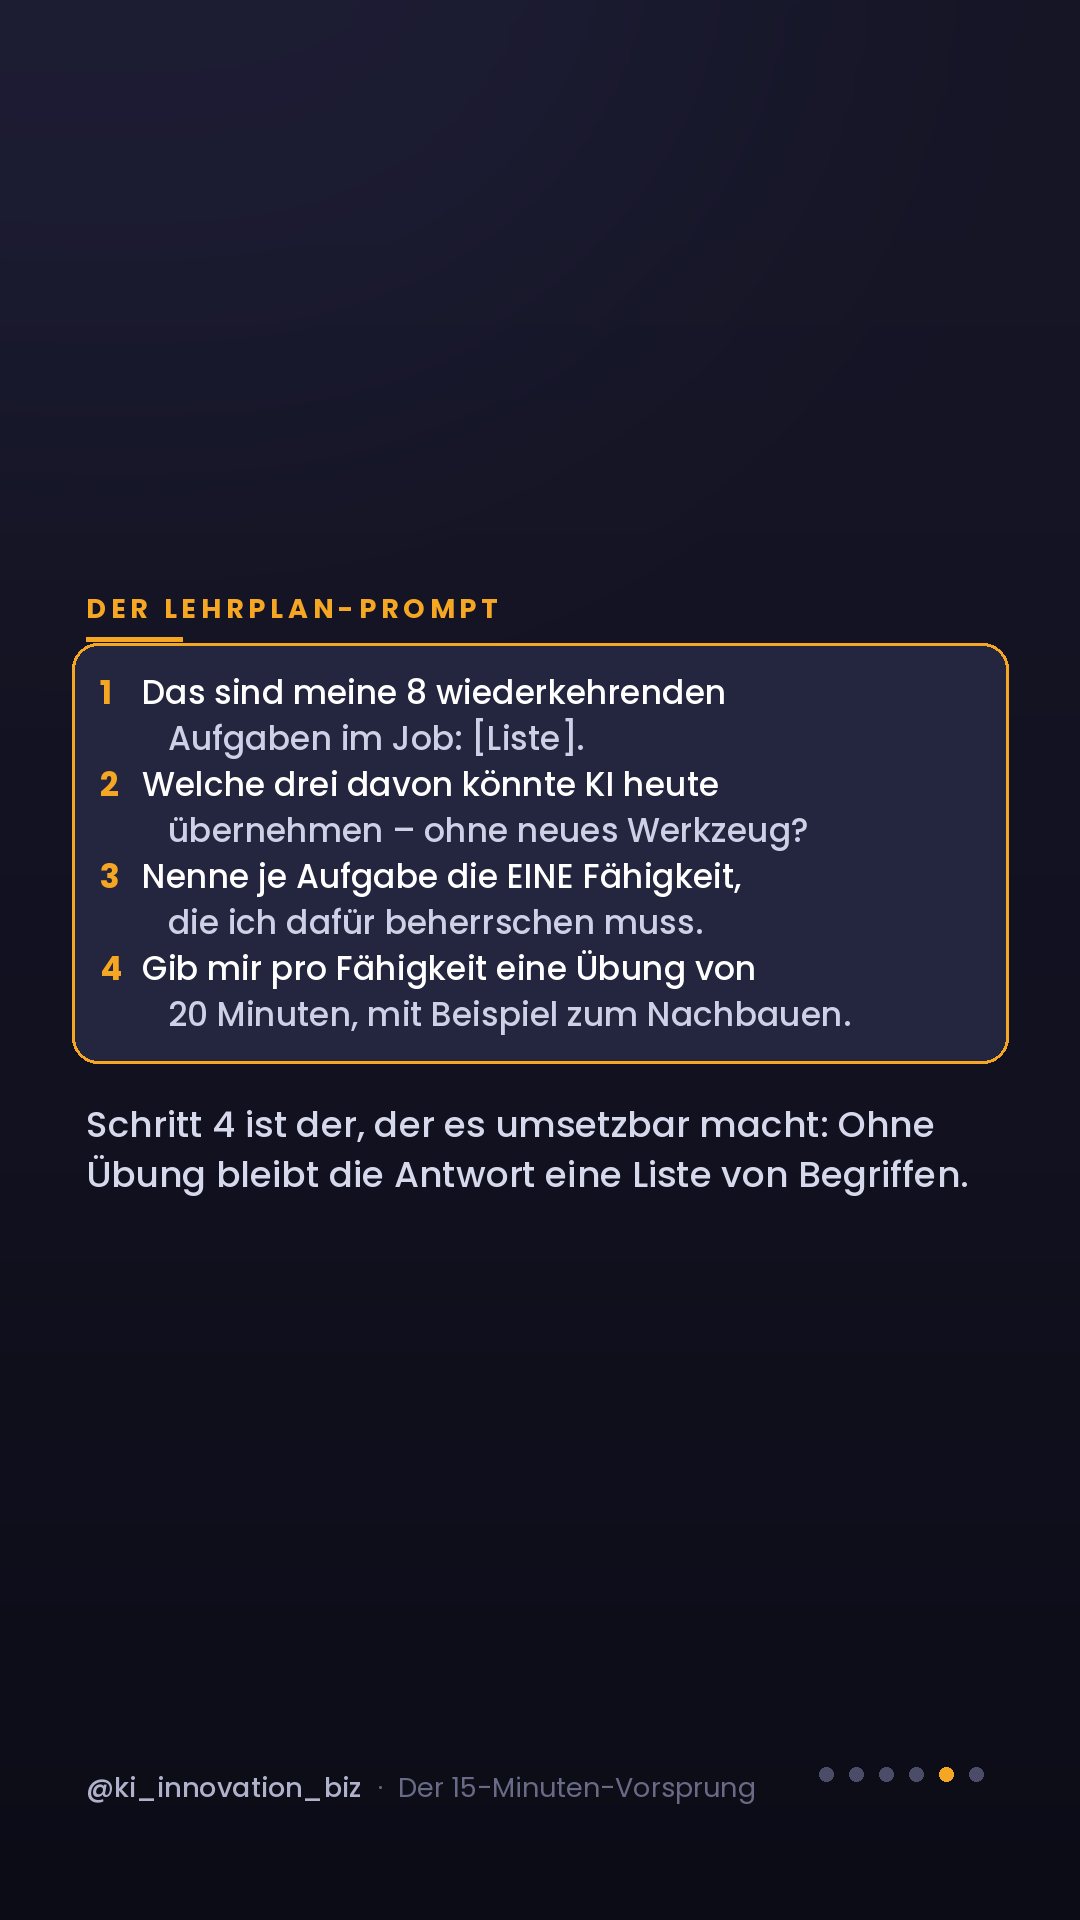 DER LEHRPLAN-PROMPT
1 Das sind meine 8 wiederkehrenden
Aufgaben im Job: [Liste].
2 Welche drei davon könnte KI heute
übernehmen – ohne neues Werkzeug?
3 Nenne je Aufgabe die EINE Fähigkeit,
die ich dafür beherrschen muss.
4 Gib mir pro Fähigkeit eine Übung von
20 Minuten, mit Beispiel zum Nachbauen.
Schritt 4 ist der, der es umsetzbar macht: Ohne
Übung bleibt die Antwort eine Liste von Begriffen.
@ki_innovation_biz · Der 15-Minuten-Vorsprung